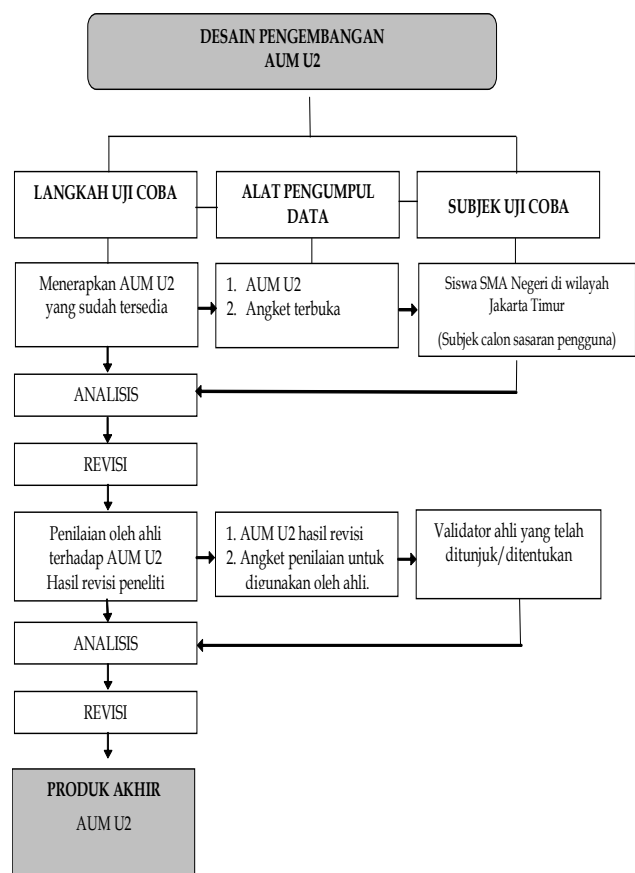 DESAIN PENGEMBANGAN
AUM U2
LANGKAH UJI COBA
ALAT PENGUMPUL
DATA
SUBJEK UJI COBA
Menerapkan AUM U2
yang sudah tersedia
1. AUM U2
2. Angket terbuka
Siswa SMA Negeri di wilayah
Jakarta Timur
(Subjek calon sasaran pengguna)
ANALISIS
REVISI
Penilaian oleh ahli
terhadap AUM U2
Hasil revisi peneliti
1. AUM U2 hasil revisi
2. Angket penilaian untuk
digunakan oleh ahli.
Validator ahli yang telah
ditunjuk/ditentukan
ANALISIS
REVISI
PRODUK AKHIR
AUM U2